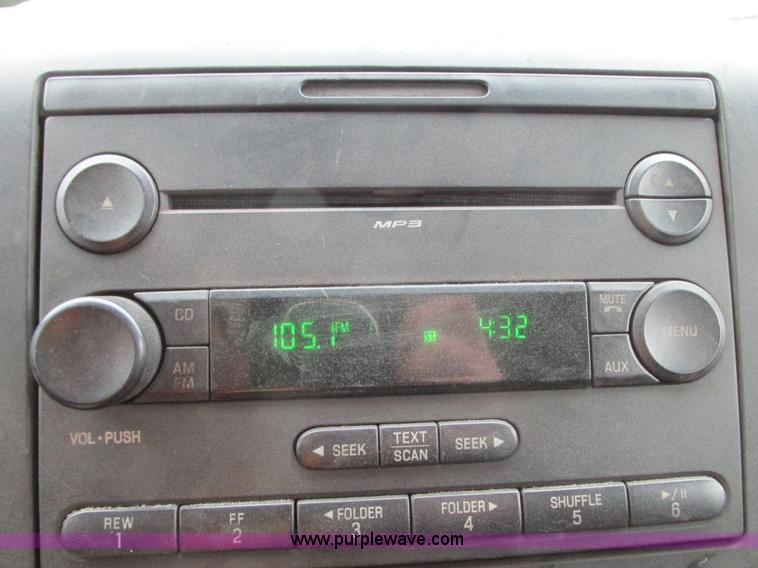 MP3
CD
MUTE
MENU
105.1 FM 4:32
AM
FM
AUX
VOL • PUSH
◄ SEEK
TEXT
SCAN
SEEK ►
REW
1
FF
2
◄ FOLDER
3
FOLDER ►
4
SHUFFLE
5
►/II
6
www.purplewave.com